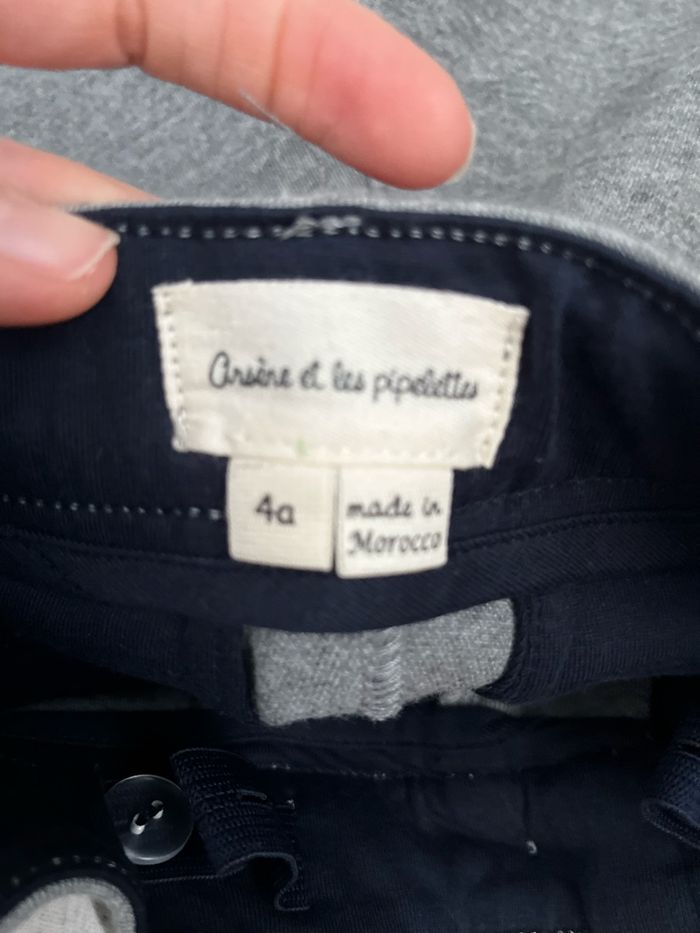 Arsène et les pipelettes
4a
made in
Morocco